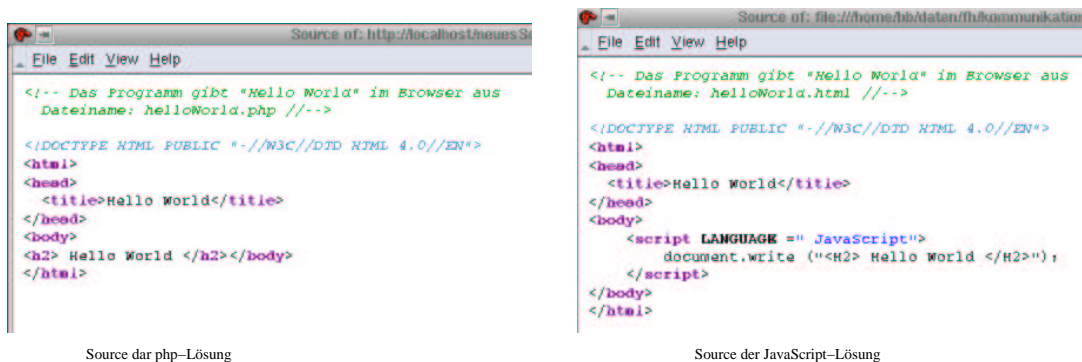 Source of: http://localhost/neues Sc
File Edit View Help
<!-- Das Programm gibt "Hello World" im Browser aus
Dateiname: helloWorld.php //-->
<!DOCTYPE HTML PUBLIC "-//W3C//DTD HTML 4.0//EN">
<html>
<head>
<title>Hello World</title>
</head>
<body>
<h2> Hello World </h2></body>
</html>
Source dar php–Lösung
Source of: file:///home/hb/daten/fh/kommunikation
File Edit View Help
<!-- Das Programm gibt "Hello World" im Browser aus
Dateiname: helloWorld.html //-->
<!DOCTYPE HTML PUBLIC "-//W3C//DTD HTML 4.0//EN">
<html>
<head>
<title>Hello World</title>
</head>
<body>
<script LANGUAGE =" JavaScript">
document.write ("<H2> Hello World </H2>");
</script>
</body>
</html>
Source der JavaScript–Lösung